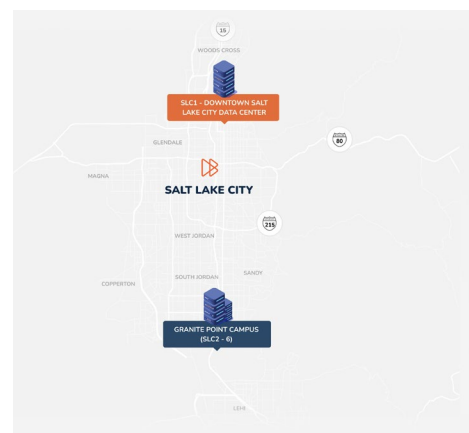 15
WOODS CROSS
SLC1 - DOWNTOWN SALT
LAKE CITY DATA CENTER
80
GLENDALE
MAGNA
SALT LAKE CITY
215
WEST JORDAN
SANDY
SOUTH JORDAN
COPPERTON
GRANITE POINT CAMPUS
(SLC2 - 6)
LEHI